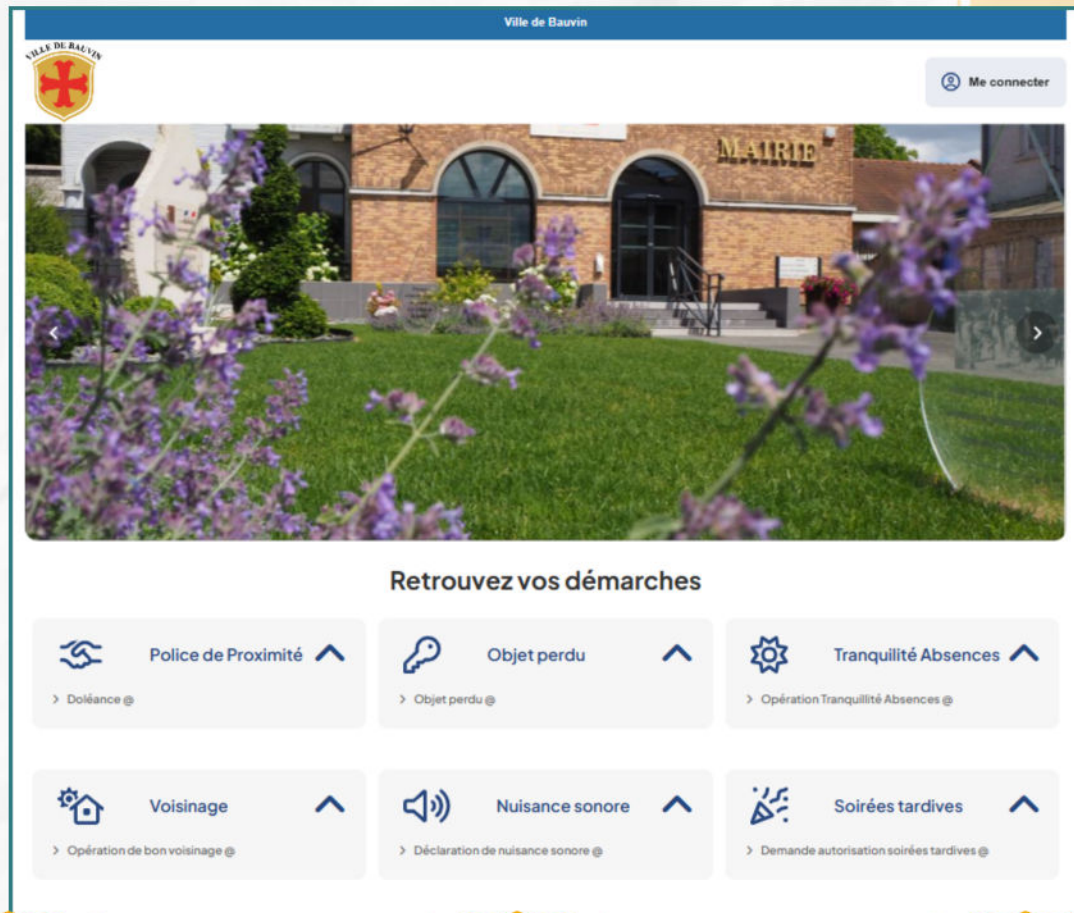 Ville de Bauvin
VILLE DE BAUVIN
Me connecter
MAIRIE
Retrouvez vos démarches
Police de Proximité
> Doléance @
Objet perdu
> Objet perdu @
Tranquilité Absences
> Opération Tranquillité Absences @
Voisinage
> Opération de bon voisinage @
Nuisance sonore
> Déclaration de nuisance sonore @
Soirées tardives
> Demande autorisation soirées tardives @